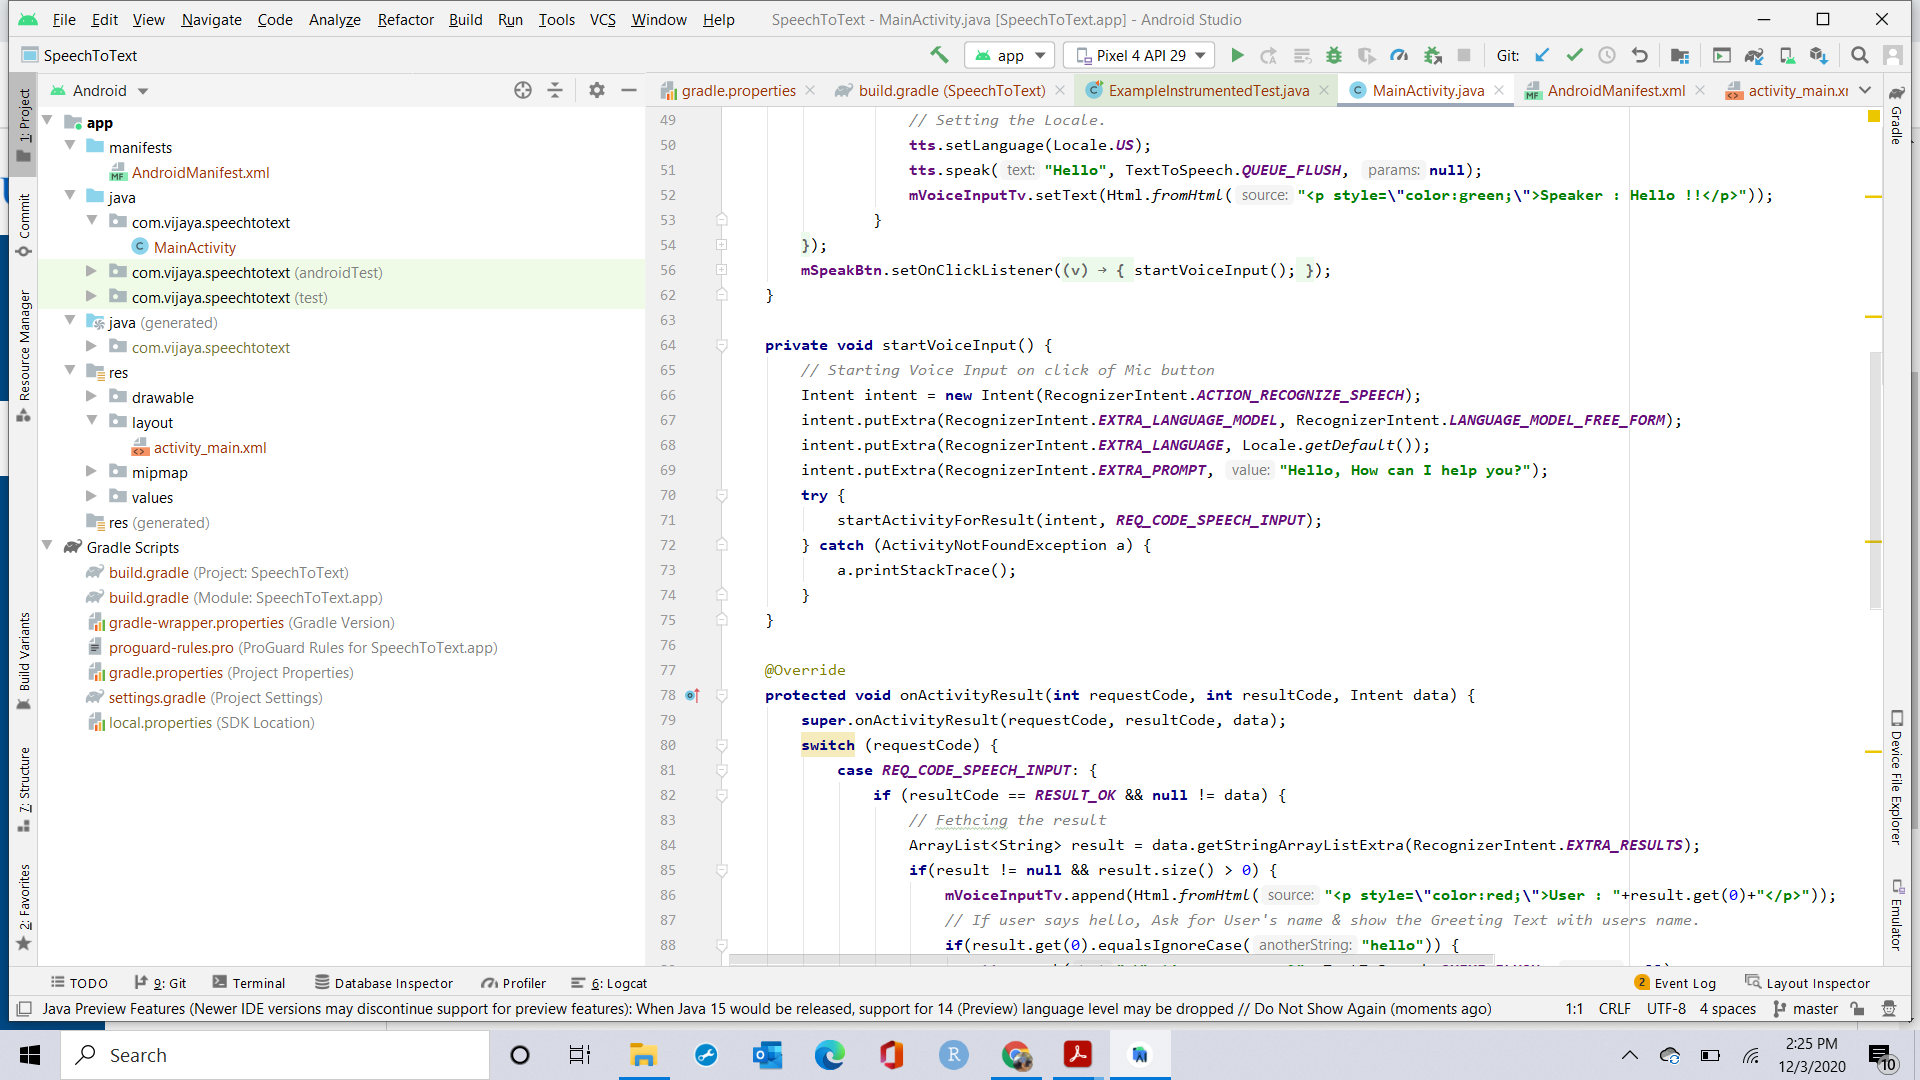 File Edit View Navigate Code Analyze Refactor Build Run Tools VCS Window Help SpeechToText - MainActivity.java [SpeechToText.app] - Android Studio
SpeechToText app Pixel 4 API 29 Git:
Android
gradle.properties build.gradle (SpeechToText) ExampleInstrumentedTest.java MainActivity.java AndroidManifest.xml activity_main.xr
1: Project
Commit
Resource Manager
Build Variants
7: Structure
2: Favorites
app
manifests
AndroidManifest.xml
java
com.vijaya.speechtotext
MainActivity
com.vijaya.speechtotext (androidTest)
com.vijaya.speechtotext (test)
java (generated)
com.vijaya.speechtotext
res
drawable
layout
activity_main.xml
mipmap
values
res (generated)
Gradle Scripts
build.gradle (Project: SpeechToText)
build.gradle (Module: SpeechToText.app)
gradle-wrapper.properties (Gradle Version)
proguard-rules.pro (ProGuard Rules for SpeechToText.app)
gradle.properties (Project Properties)
settings.gradle (Project Settings)
local.properties (SDK Location)
49 // Setting the Locale.
50 tts.setLanguage(Locale.US);
51 tts.speak( text: "Hello", TextToSpeech.QUEUE_FLUSH, params: null);
52 mVoiceInputTv.setText(Html.fromHtml( source: "<p style=\"color:green;\">Speaker : Hello !!</p>"));
53 }
54 });
56 mSpeakBtn.setOnClickListener((v) → { startVoiceInput(); });
62 }
63
64 private void startVoiceInput() {
65 // Starting Voice Input on click of Mic button
66 Intent intent = new Intent(RecognizerIntent.ACTION_RECOGNIZE_SPEECH);
67 intent.putExtra(RecognizerIntent.EXTRA_LANGUAGE_MODEL, RecognizerIntent.LANGUAGE_MODEL_FREE_FORM);
68 intent.putExtra(RecognizerIntent.EXTRA_LANGUAGE, Locale.getDefault());
69 intent.putExtra(RecognizerIntent.EXTRA_PROMPT, value: "Hello, How can I help you?");
70 try {
71 startActivityForResult(intent, REQ_CODE_SPEECH_INPUT);
72 } catch (ActivityNotFoundException a) {
73 a.printStackTrace();
74 }
75 }
76
77 @Override
78 protected void onActivityResult(int requestCode, int resultCode, Intent data) {
79 super.onActivityResult(requestCode, resultCode, data);
80 switch (requestCode) {
81 case REQ_CODE_SPEECH_INPUT: {
82 if (resultCode == RESULT_OK && null != data) {
83 // Fethcing the result
84 ArrayList<String> result = data.getStringArrayListExtra(RecognizerIntent.EXTRA_RESULTS);
85 if(result != null && result.size() > 0) {
86 mVoiceInputTv.append(Html.fromHtml( source: "<p style=\"color:red;\">User : "+result.get(0)+"</p>"));
87 // If user says hello, Ask for User's name & show the Greeting Text with users name.
88 if(result.get(0).equalsIgnoreCase( anotherString: "hello")) {
Gradle
Device File Explorer
Emulator
TODO 9: Git Terminal Database Inspector Profiler 6: Logcat 2 Event Log Layout Inspector
Java Preview Features (Newer IDE versions may discontinue support for preview features): When Java 15 would be released, support for 14 (Preview) language level may be dropped // Do Not Show Again (moments ago) 1:1 CRLF UTF-8 4 spaces master
Search
2:25 PM
12/3/2020
10